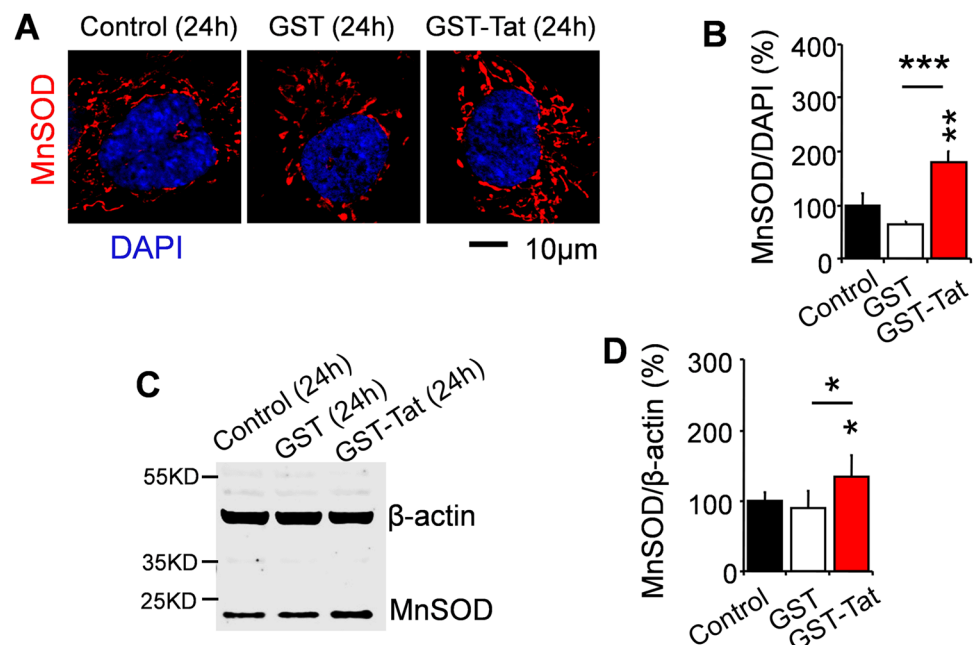 A
Control (24h)
GST (24h)
GST-Tat (24h)
MnSOD
DAPI
10µm
B
MnSOD/DAPI (%)
400
300
200
100
0
***
**
Control
GST
GST-Tat
C
Control (24h)
GST (24h)
GST-Tat (24h)
55KD
35KD
25KD
β-actin
MnSOD
D
MnSOD/β-actin (%)
300
200
100
0
*
*
Control
GST
GST-Tat